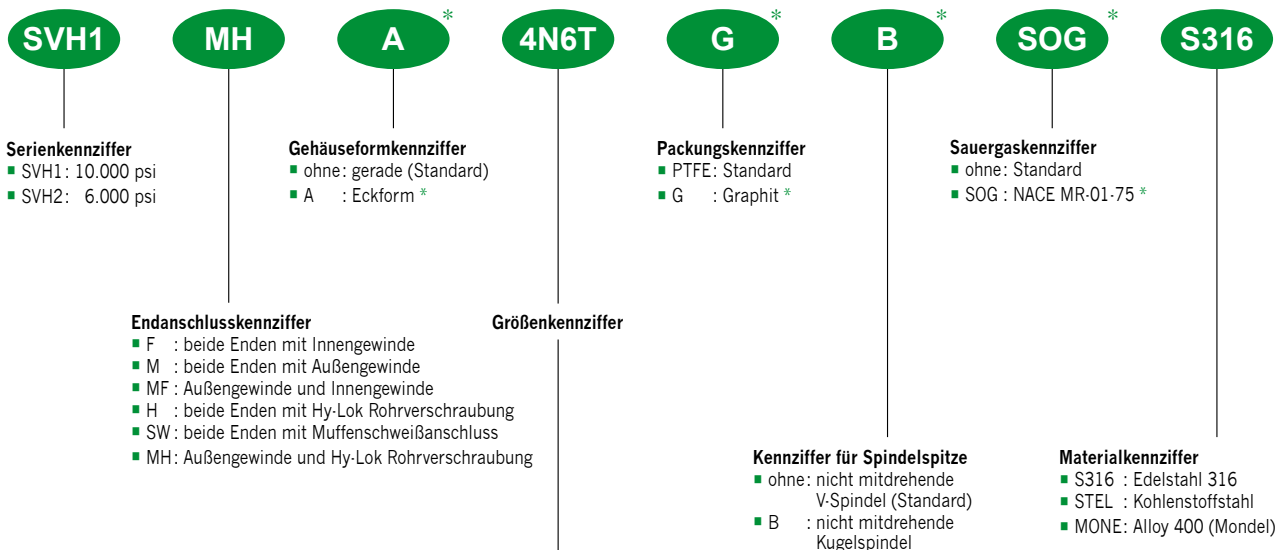 SVH1 MH A * 4N6T G * B * SOG * S316
Serienkennziffer
■ SVH1: 10.000 psi
■ SVH2: 6.000 psi
Gehäuseformkennziffer
■ ohne: gerade (Standard)
■ A : Eckform *
Packungskennziffer
■ PTFE: Standard
■ G : Graphit *
Sauergaskennziffer
■ ohne: Standard
■ SOG : NACE MR-01-75 *
Endanschlusskennziffer
■ F : beide Enden mit Innengewinde
■ M : beide Enden mit Außengewinde
■ MF : Außengewinde und Innengewinde
■ H : beide Enden mit Hy-Lok Rohrverschraubung
■ SW : beide Enden mit Muffenschweißanschluss
■ MH: Außengewinde und Hy-Lok Rohrverschraubung
Größenkennziffer
Kennziffer für Spindelspitze
■ ohne: nicht mitdrehende
V-Spindel (Standard)
■ B : nicht mitdrehende
Kugelspindel
Materialkennziffer
■ S316 : Edelstahl 316
■ STEL : Kohlenstoffstahl
■ MONE: Alloy 400 (Mondel)